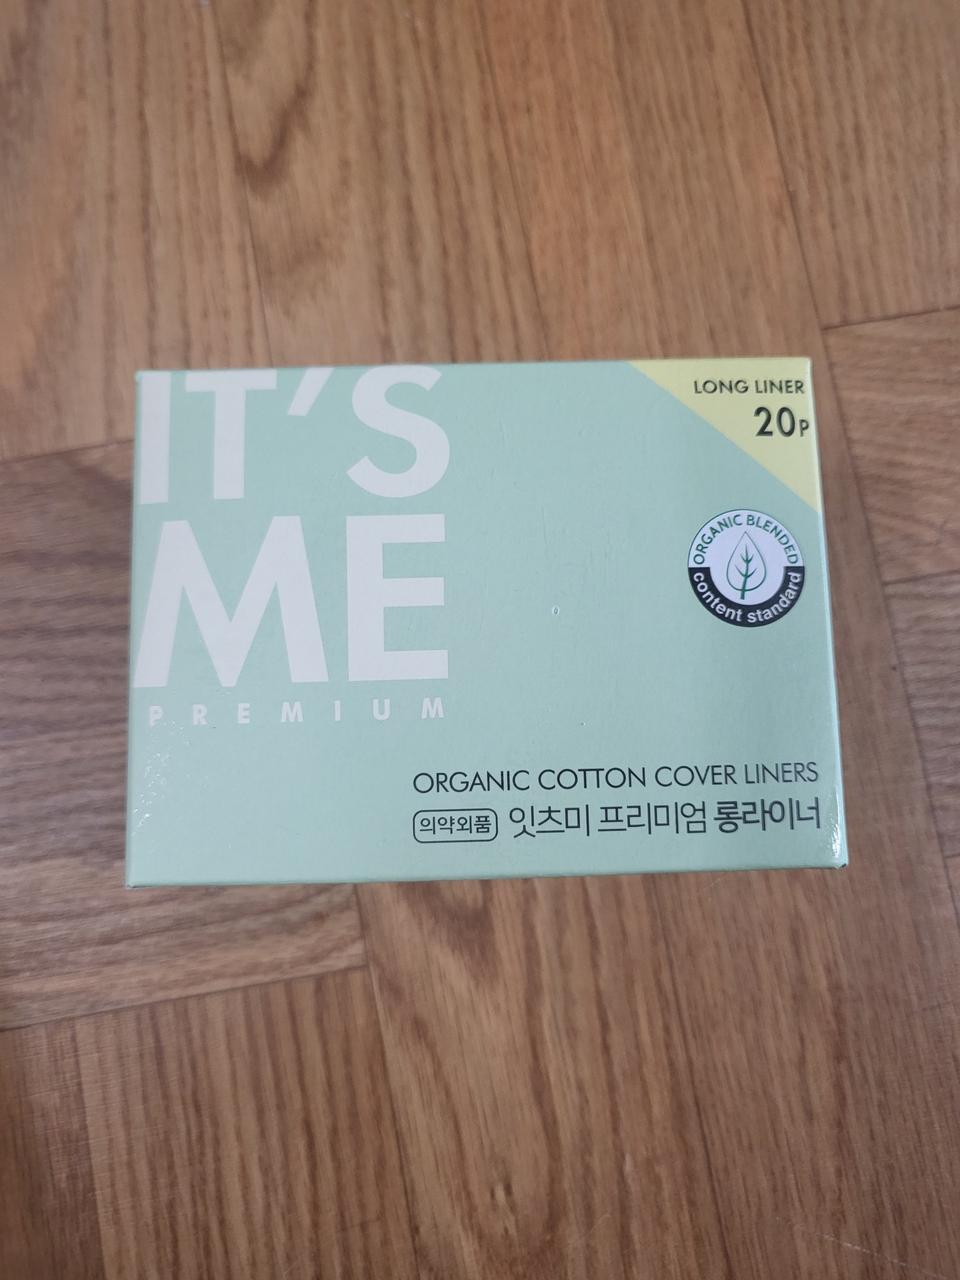 IT'S
ME
PREMIUM
LONG LINER
20P
ORGANIC BLENDED
content standard
ORGANIC COTTON COVER LINERS
의약외품 잇츠미 프리미엄 롱라이너